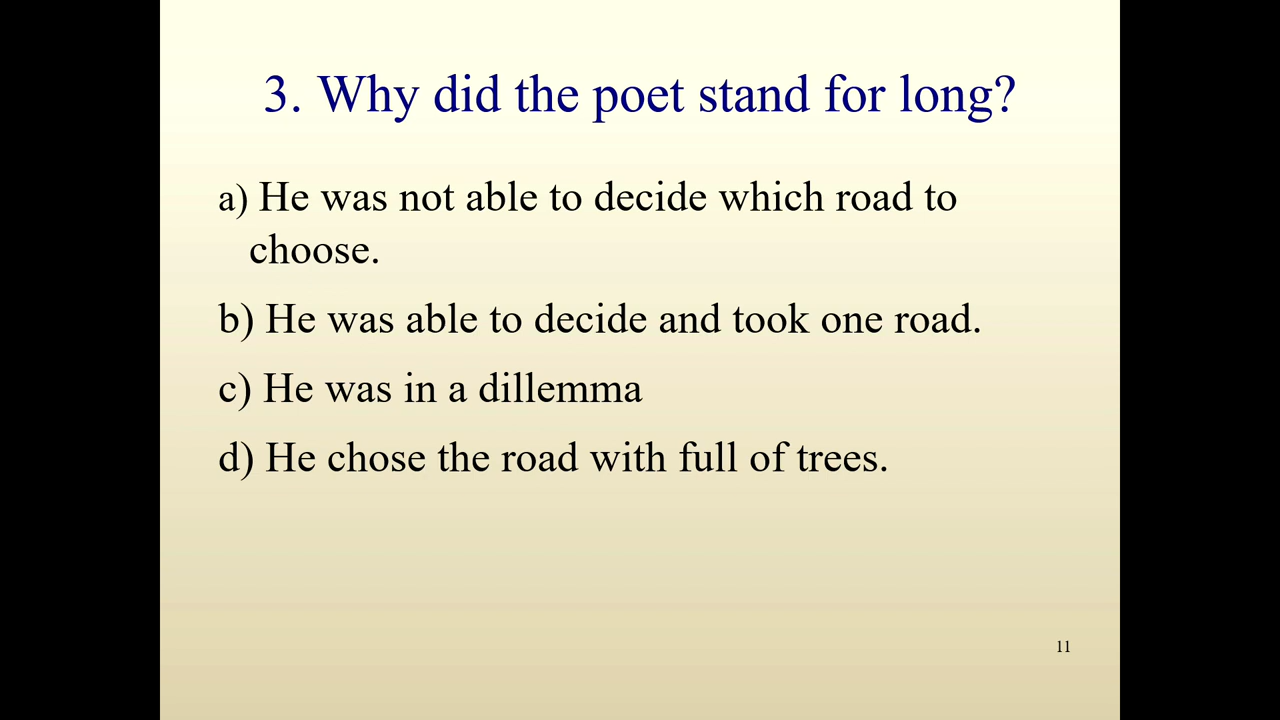 3. Why did the poet stand for long?
a) He was not able to decide which road to
choose.
b) He was able to decide and took one road.
c) He was in a dillemma
d) He chose the road with full of trees.
11